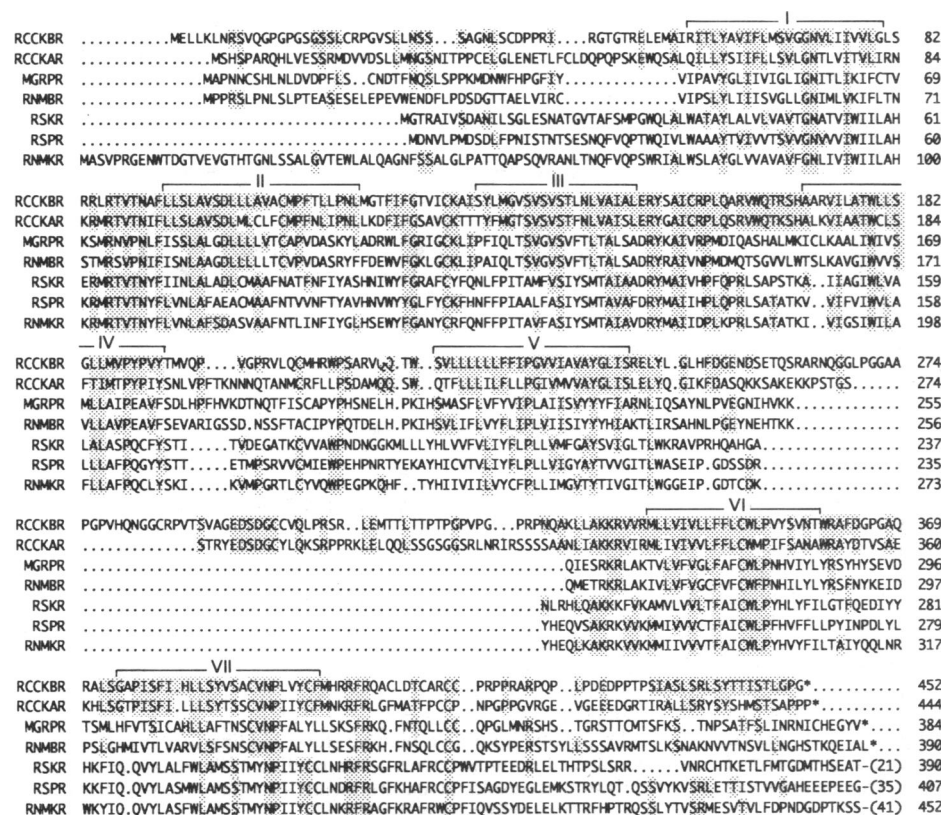 I
RCCKBR ...........MELLKLNRSVQGPGPGSGSSLCRPGVSLLNSS...SAGNLSCDPPRI....RGTGTRELEMAIRITLYAVIFLMSVGGNVLIIVVLGLS 82
RCCKAR ...............MSHSPARQHLVESSRMDVVDSLLMNGSNITPPCELGLENETLFCLDQPQPSKEWQSALQILLYSIIFLLSVLGNTLVITVLIRN 84
MGRPR ................MAPNNCSHLNLDVDPFLS..CNDTFNQSLSPPKMDNWFHPGFIY............VIPAVYGLIIVIGLIGNITLIKIFCTV 69
RNMBR ..............MPPRSLPNLSLPTEASESELEPEVWENDFLPDSDGTTAELVIRC..............VIPSLYLIIISVGLLGNIMLVKIFLTN 71
RSKR ....................................MGTRAIVSDANILSGLESNATGVTAFSMPGWQLALWATAYLALVLVAVTGNATVIWIILAH 61
RSPR ....................................MDNVLPMDSDLFPNISTNTSESNQFVQPTWQIVLWAAAYTVIVVTSVVGNVVVIWIILAH 60
RNMKR MASVPRGENWTDGTVEVGTHTGNLSSALGVTEWLALQAGNFSSALGLPATTQAPSQVRANLTNQFVQPSWRIALWSLAYGLVVAVAVFGNLIVIWIILAH 100
II III
RCCKBR RRLRTVTNAFLLSLAVSDLLLAVACMPFTLLPNLMGTFIFGTVICKAISYLMGVSVSVSTLNLVAIALERYSAICRPLQARVWQTRSHAARVILATWLLS 182
RCCKAR KRMRTVTNIFLLSLAVSDLMLCLFCMPFNLIPNLLKDFIFGSAVCKTTTYFMGTSVSVSTFNLVAISLERYGAICRPLQSRVWQTKSHALKVIAATWCLS 184
MGRPR KSMRNVPNLFISSLALGDLLLLVTCAPVDASKYLADRWLFGRIGCKLIPFIQLTSVGVSVFTLTALSADRYKAIVRPMDIQASHALMKICLKAALIWIVS 169
RNMBR STMRSVPNIFISNLAAGDLLLLLTCVPVDASRYFFDEWVFGKLGCKLIPAIQLTSVGVSVFTLTALSADRYRAIVNPMDMQTSGVVLWTSLKAVGIWVVS 171
RSKR ERMRTVTNYFIINLALADLCMAAFNATFNFIYASHNIWYFGRAFCYFQNLFPITAMFVSIYSMTAIAADRYMAIVHPFQPRLSAPSTKA..IIAGIWLVA 159
RSPR KRMRTVTNYFLVNLAFAEACMAAFNTVVNFTYAVHNVWYYGLFYCKFHNFFPIAALFASIYSMTAVAFDRYMAIIHPLQPRLSATATKV..VIFVIWVLA 158
RNMKR KRMRTVTNYFLVNLAFSDASVAAFNTLINFIYGLHSEWYFGANYCRFQNFFPITAVFASIYSMTAIAVDRYMAIIDPLKPRLSATATKI..VIGSIWILA 198
IV V
RCCKBR GLLMVPYPVYTMVQP....VGPRVLQCMHRWPSARVQQ.TW..SVLLLLLLFFIPGVVIAVAYGLISRELYL.GLHFDGENDSETQSRARNQGGLPGGAA 274
RCCKAR FTIMTPYPIYSNLVPFTKNNNQTANMCRFLLPSDAMQQ.SW..QTFLLLILFLLPGIVMVVAYGLISLELYQ.GIKFDASQKKSAKEKKPSTGS...... 274
MGRPR MLLAIPEAVFSDLHPFHVKDTNQTFISCAPYPHSNELH.PKIHSMASFLVFYVIPLAIISVYYYFIARNLIQSAYNLPVEGNIHVKK 255
RNMBR VLLAVPEAVFSEVARIGSSD.NSSFTACIPYPQTDELH.PKIHSVLIFLVYFLIPLVIISIYYYHIAKTLIRSAHNLPGEYNEHTKK 256
RSKR LALASPQCFYSTI....TVDEGATKCVVAWPNDNGGKMLLLYHLVVFVLIYFLPLLVMFGAYSVIGLTLWKRAVPRHQAHGA 237
RSPR LLLAFPQGYYSTT....ETMPSRVVCMIEWPEHPNRTYEKAYHICVTVLIYFLPLLVIGYAYTVVGITLWASEIP.GDSSDR 235
RNMKR FLLAFPQCLYSKI....KVMPGRTLCYVQWPEGPKQHF.TYHIIVIILVYCFPLLIMGVTYTIVGITLWGGEIP.GDTCDK 273
VI
RCCKBR PGPVHQNGGCRPVTSVAGEDSDGCCVQLPRSR..LEMTTLTTPTPGPVPG...PRPNQAKLLAKKRVVRMLLVIVLLFFLCWLPVYSVNTWRAFDGPGAQ 369
RCCKAR ..............STRYEDSDGCYLQKSRPPRKLELQQLSSGSGGSRLNRIRSSSSAANLIAKKRVIRMLIVIVVLFFLCWMPIFSANAWRAYDTVSAE 360
MGRPR ...........................................................QIESRKRLAKTVLVFVGLFAFCWLPNHVIYLYRSYHYSEVD 296
RNMBR ...........................................................QMETRKRLAKIVLVFVGCFVFCWFPNHILYLYRSFNYKEID 297
RSKR ........................................................NLRHLQAKKKFVKAMVLVVLTFAICWLPYHLYFILGTFQEDIYY 281
RSPR ........................................................YHEQVSAKRKVVKMMIVVVCTFAICWLPFHVFFLLPYINPDLYL 279
RNMKR ........................................................YHEQLKAKRKVVKMMIIVVVTFAICWLPYHVYFILTAIYQQLNR 317
VII
RCCKBR RALSGAPISFI.HLLSYVSACVNPLVYCFMHRRFRQACLDTCARCC..PRPPRARPQP..LPDEDPPTPSIASLSRLSYTTISTLGPG* 452
RCCKAR KHLSGTPISFI.LLLSYTSSCVNPIIYCFMNKRFRLGFMATFPCCP..NPGPPGVRGE..VGEEEDGRTIRALLSRYSYSHMSTSAPPP* 444
MGRPR TSMLHFVTSICAHLLAFTNSCVNPFALYLLSKSFRKQ.FNTQLLCC..QPGLMNRSHS..TGRSTTCMTSFKS..TNPSATFSLINRNICHEGYV* 384
RNMBR PSLGHMIVTLVARVLSFSNSCVNPFALYLLSESFRKH.FNSQLCCG..QKSYPERSTSYLLSSSAVRMTSLKSNAKNVVTNSVLLNGHSTKQEIAL* 390
RSKR HKFIQ.QVYLALFWLAMSSTMYNPIIYCCLNHRFRSGFRLAFRCCPWVTPTEEDRLELTHTPSLSRR...VNRCHTKETLFMTGDMTHSEAT-(21) 390
RSPR KKFIQ.QVYLASMWLAMSSTMYNPIIYCCLNDRFRLGFKHAFRCCPFISAGDYEGLEMKSTRYLQT.QSSVYKVSRLETTISTVVGAHEEEPEEG-(35) 407
RNMKR WKYIQ.QVYLASFWLAMSSTMYNPIIYCCLNKRFRAGFKRAFRWCPFIQVSSYDELELKTTRFHPTRQSSLYTVSRMESVTVLFDPNDGDPTKSS-(41) 452